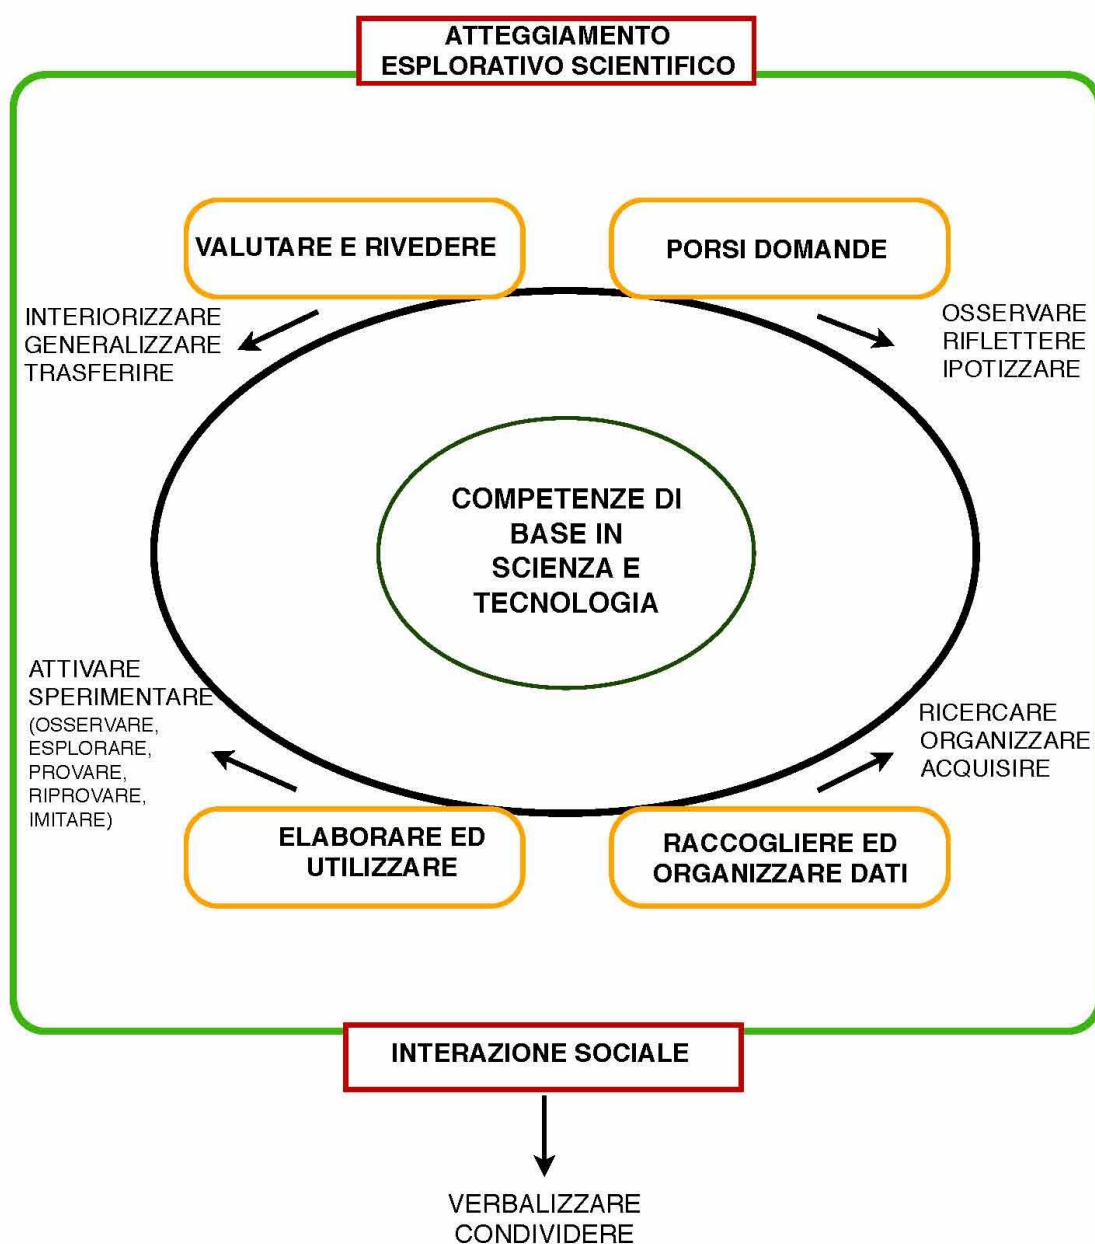 ATTEGGIAMENTO
ESPLORATIVO SCIENTIFICO
VALUTARE E RIVEDERE
PORSI DOMANDE
INTERIORIZZARE
GENERALIZZARE
TRASFERIRE
OSSERVARE
RIFLETTERE
IPOTIZZARE
COMPETENZE DI
BASE IN
SCIENZA E
TECNOLOGIA
ATTIVARE
SPERIMENTARE
(OSSERVARE,
ESPLORARE,
PROVARE,
RIPROVARE,
IMITARE)
RICERCARE
ORGANIZZARE
ACQUISIRE
ELABORARE ED
UTILIZZARE
RACCOGLIERE ED
ORGANIZZARE DATI
INTERAZIONE SOCIALE
VERBALIZZARE
CONDIVIDERE